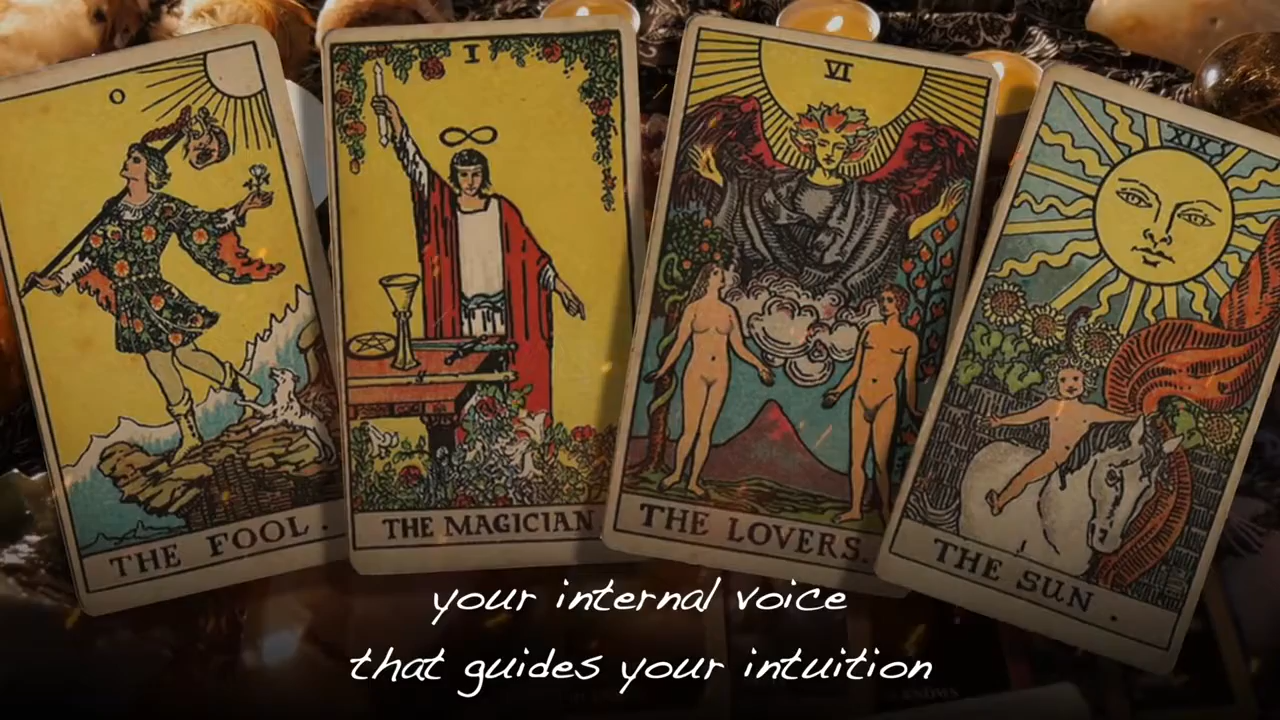 0
I
VI
XIX
THE FOOL.
THE MAGICIAN.
THE LOVERS.
THE SUN.
your internal voice
that guides your intuition